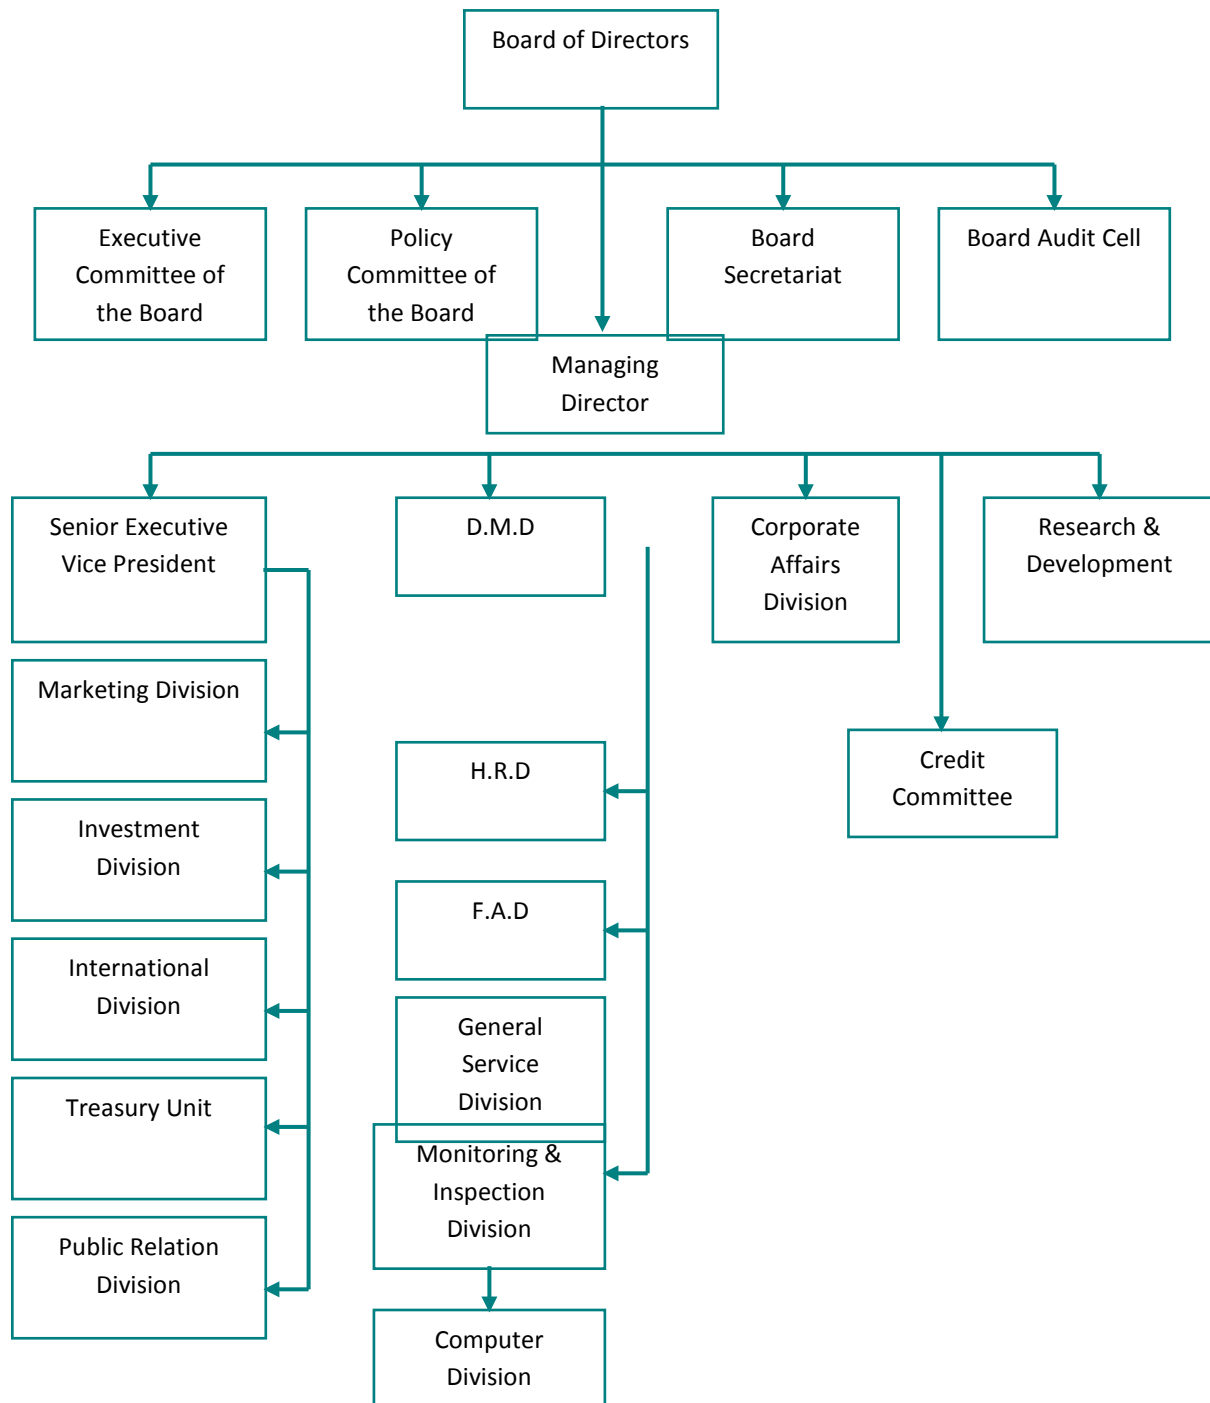 Board of Directors
Executive
Committee of
the Board
Policy
Committee of
the Board
Board
Secretariat
Board Audit Cell
Managing
Director
Senior Executive
Vice President
D.M.D
Corporate
Affairs
Division
Research &
Development
Marketing Division
H.R.D
Credit
Committee
Investment
Division
F.A.D
International
Division
General
Service
Division
Treasury Unit
Monitoring &
Inspection
Division
Public Relation
Division
Computer
Division